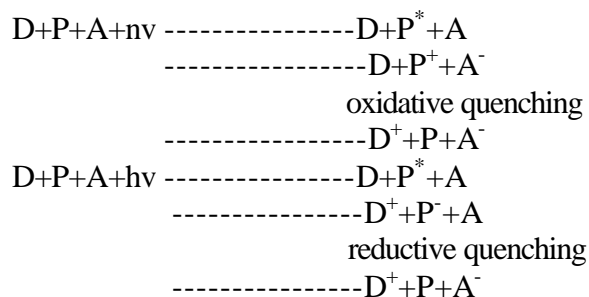 D+P+A+nv ----------------D+P*+A
-----------------D+P⁺+A⁻
oxidative quenching
-----------------D⁺+P+A⁻
D+P+A+hv ----------------D+P*+A
----------------D⁺+P⁻+A
reductive quenching
----------------D⁺+P+A⁻